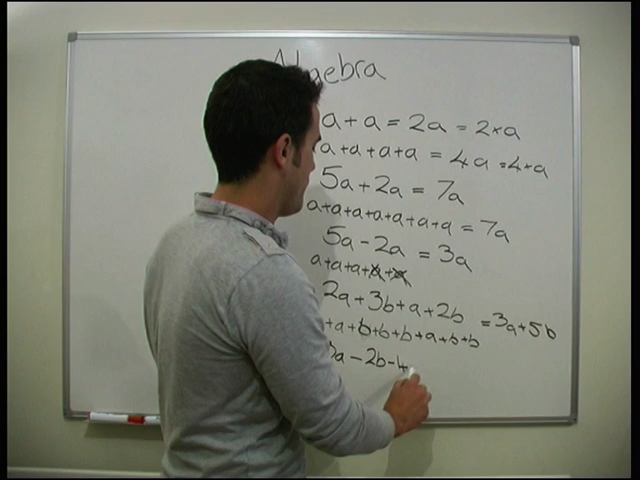 Algebra
a + a = 2a = 2×a
a+a+a+a = 4a = 4×a
5a + 2a = 7a
a+a+a+a+a+a+a = 7a
5a - 2a = 3a
a+a+a+a+a
2a + 3b + a + 2b = 3a + 5b
+a+b+b+b+a+b+b
a - 2b - 4